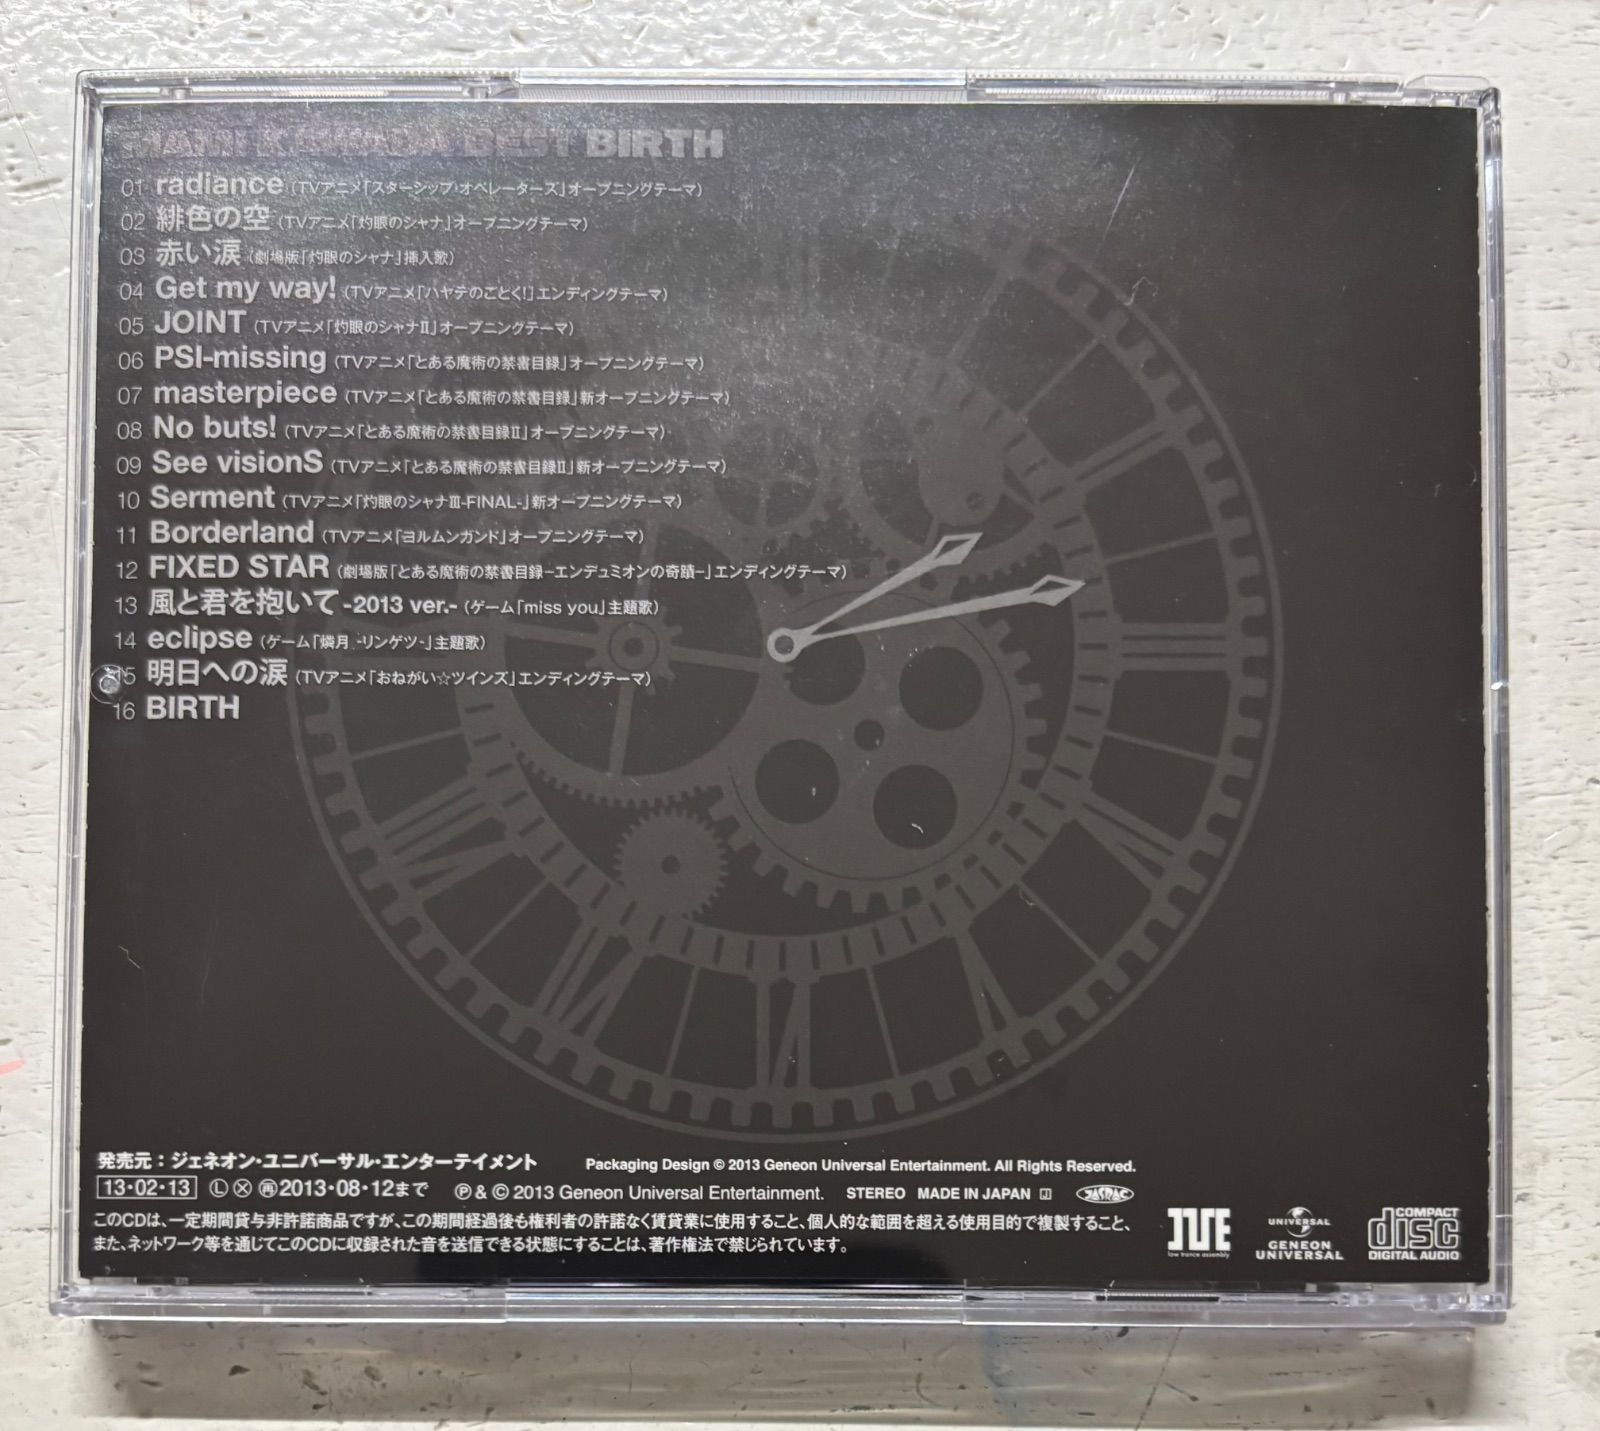 MAMI KAWADA BEST BIRTH
01 radiance (TVアニメ「スターシップ・オペレーターズ」オープニングテーマ)
02 緋色の空 (TVアニメ「灼眼のシャナ」オープニングテーマ)
03 赤い涙 (劇場版「灼眼のシャナ」挿入歌)
04 Get my way! (TVアニメ「ハヤテのごとく!」エンディングテーマ)
05 JOINT (TVアニメ「灼眼のシャナⅡ」オープニングテーマ)
06 PSI-missing (TVアニメ「とある魔術の禁書目録」オープニングテーマ)
07 masterpiece (TVアニメ「とある魔術の禁書目録」新オープニングテーマ)
08 No buts! (TVアニメ「とある魔術の禁書目録Ⅱ」オープニングテーマ)
09 See visionS (TVアニメ「とある魔術の禁書目録Ⅱ」新オープニングテーマ)
10 Serment (TVアニメ「灼眼のシャナⅢ-FINAL-」新オープニングテーマ)
11 Borderland (TVアニメ「ヨルムンガンド」オープニングテーマ)
12 FIXED STAR (劇場版「とある魔術の禁書目録-エンデュミオンの奇蹟-」エンディングテーマ)
13 風と君を抱いて -2013 ver.- (ゲーム「miss you」主題歌)
14 eclipse (ゲーム「燐月 -リンゲツ-」主題歌)
15 明日への涙 (TVアニメ「おねがい☆ツインズ」エンディングテーマ)
16 BIRTH
発売元：ジェネオン・ユニバーサル・エンターテイメント
Packaging Design © 2013 Geneon Universal Entertainment. All Rights Reserved.
13・02・13 Ⓛ Ⓧ 再 2013・08・12まで ℗ & © 2013 Geneon Universal Entertainment. STEREO MADE IN JAPAN J JASRAC
このCDは、一定期間貸与非許諾商品ですが、この期間経過後も権利者の許諾なく賃貸業に使用すること、個人的な範囲を超える使用目的で複製すること、
また、ネットワーク等を通じてこのCDに収録された音を送信できる状態にすることは、著作権法で禁じられています。
low trance assembly
UNIVERSAL
GENEON
UNIVERSAL
COMPACT
disc
DIGITAL AUDIO